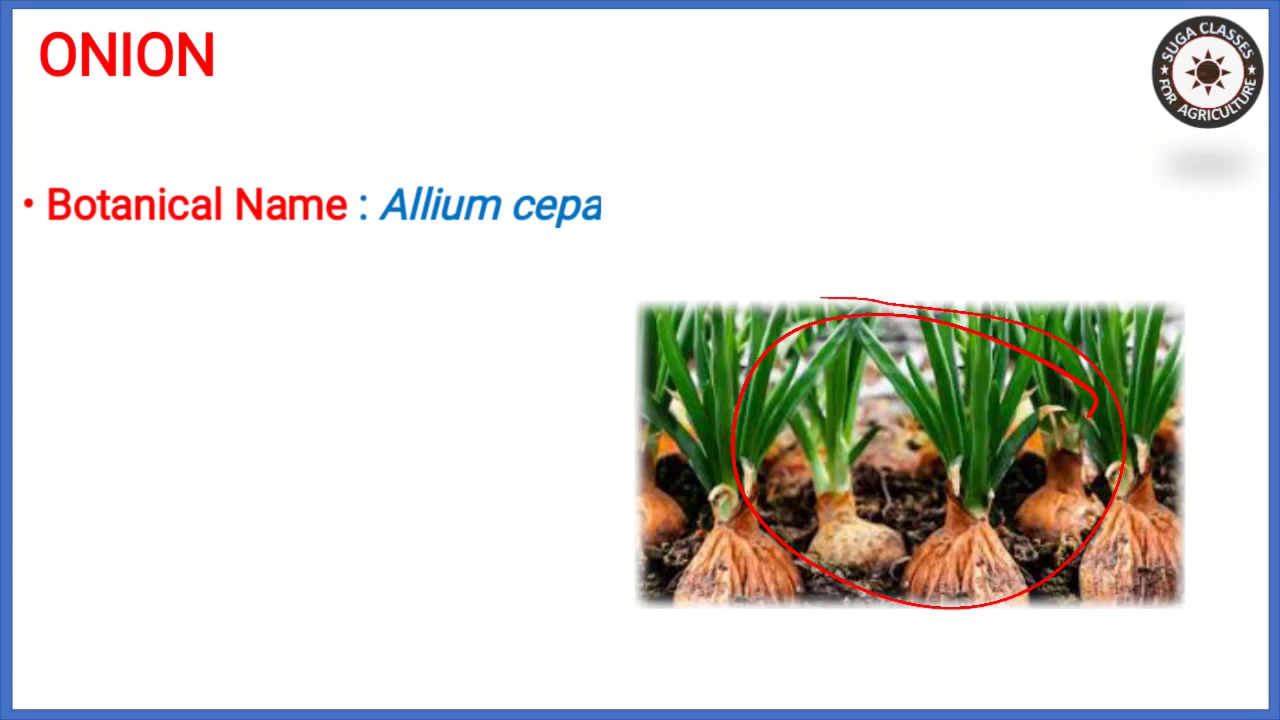 ONION
SUGA CLASSES
FOR AGRICULTURE
• Botanical Name : Allium cepa